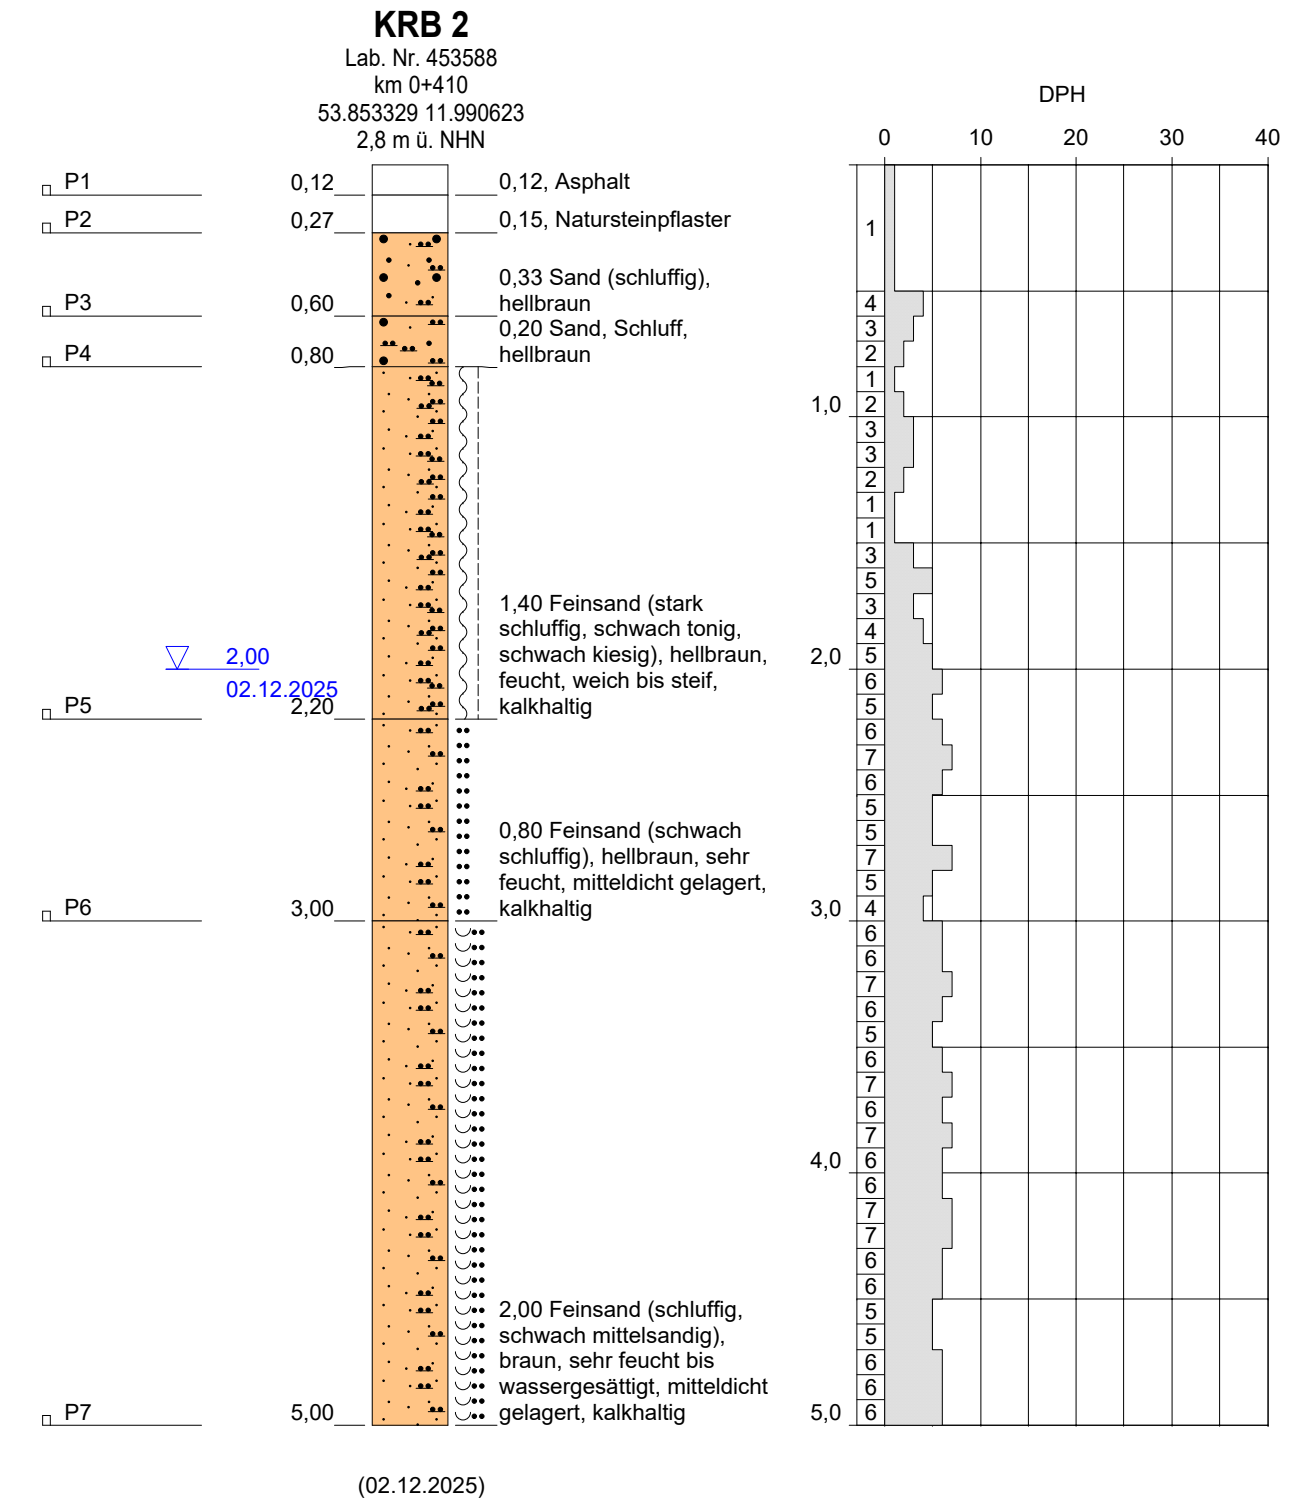 KRB 2
Lab. Nr. 453588
km 0+410
53.853329 11.990623
2,8 m ü. NHN
DPH
0 10 20 30 40
P1 0,12 0,12, Asphalt
P2 0,27 0,15, Natursteinpflaster
1
0,33 Sand (schluffig),
P3 0,60 hellbraun
4
0,20 Sand, Schluff,
3
P4 0,80 hellbraun
2
1
1,0 2
3
3
2
1
1
3
5
1,40 Feinsand (stark
3
schluffig, schwach tonig,
4
2,00 schwach kiesig), hellbraun,
2,0 5
02.12.2025 feucht, weich bis steif,
6
P5 2,20 kalkhaltig
5
6
7
6
5
0,80 Feinsand (schwach
5
schluffig), hellbraun, sehr
7
feucht, mitteldicht gelagert,
5
P6 3,00 kalkhaltig
3,0 4
6
6
7
6
5
6
7
6
7
4,0 6
6
7
7
6
6
2,00 Feinsand (schluffig,
5
schwach mittelsandig),
5
braun, sehr feucht bis
6
wassergesättigt, mitteldicht
6
P7 5,00 gelagert, kalkhaltig
5,0 6
(02.12.2025)